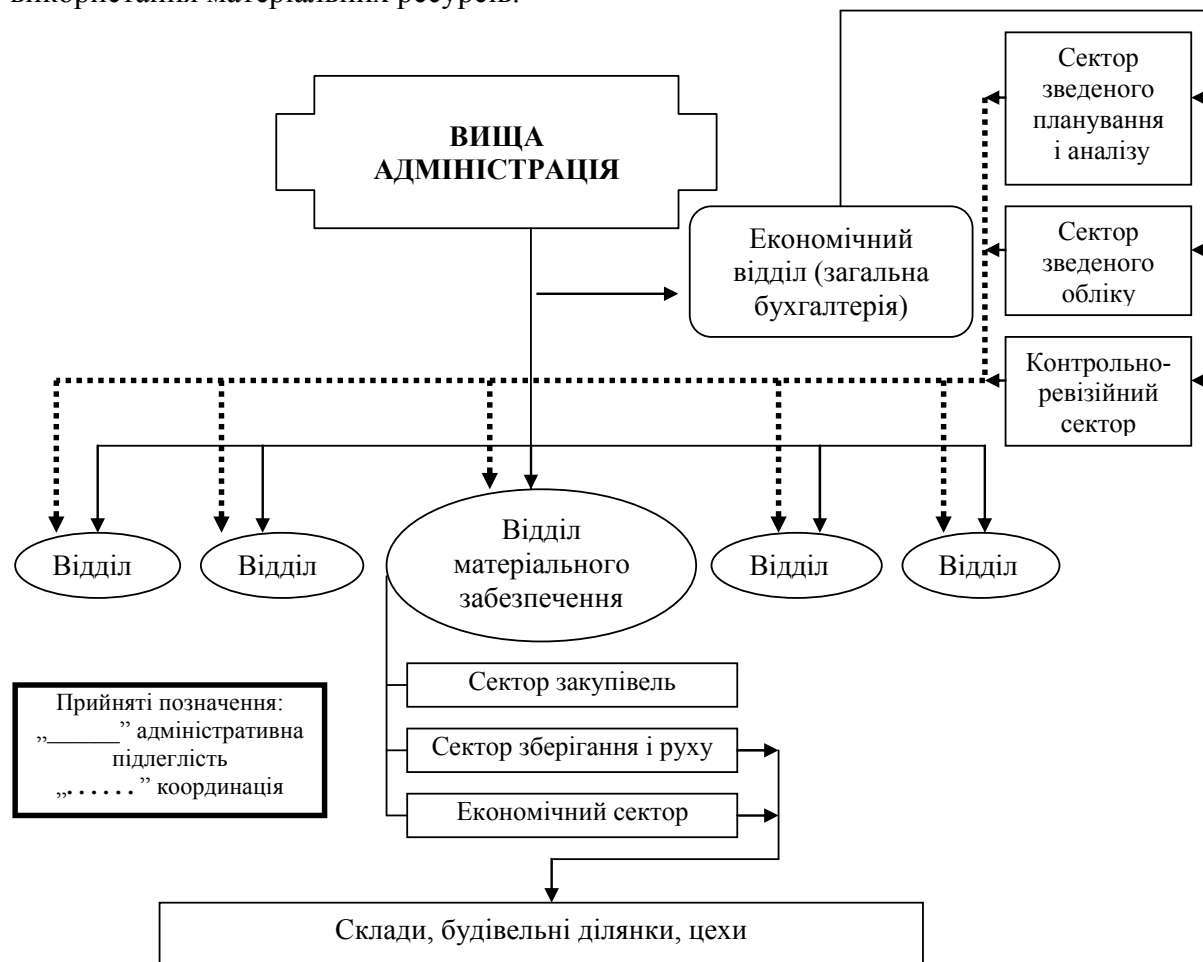 використання матеріальних ресурсів.
ВИЩА
АДМІНІСТРАЦІЯ
Сектор
зведеного
планування
і аналізу
Економічний
відділ (загальна
бухгалтерія)
Сектор
зведеного
обліку
Контрольно-
ревізійний
сектор
Відділ
Відділ
Відділ
матеріального
забезпечення
Відділ
Відділ
Сектор закупівель
Сектор зберігання і руху
Економічний сектор
Прийняті позначення:
„______” адміністративна
підлеглість
„......” координація
Склади, будівельні ділянки, цехи